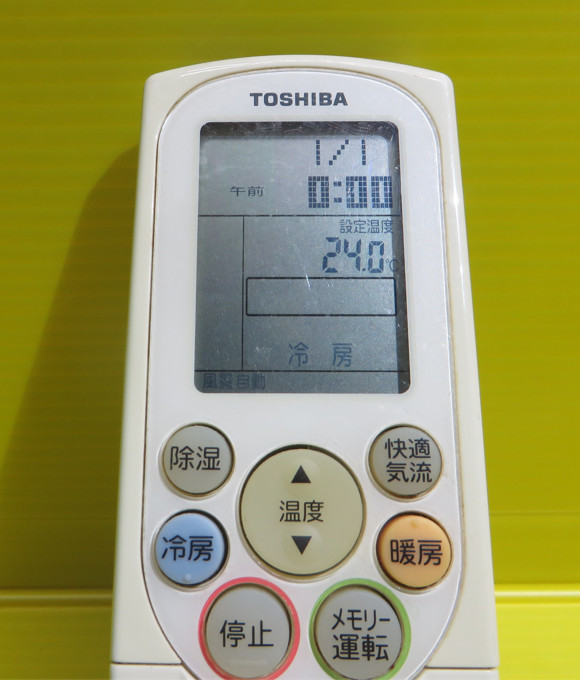 TOSHIBA
1/1
午前 0:00
設定温度
24.0℃
冷房
風量自動
除湿
温度
快適
気流
冷房
暖房
停止
メモリー
運転